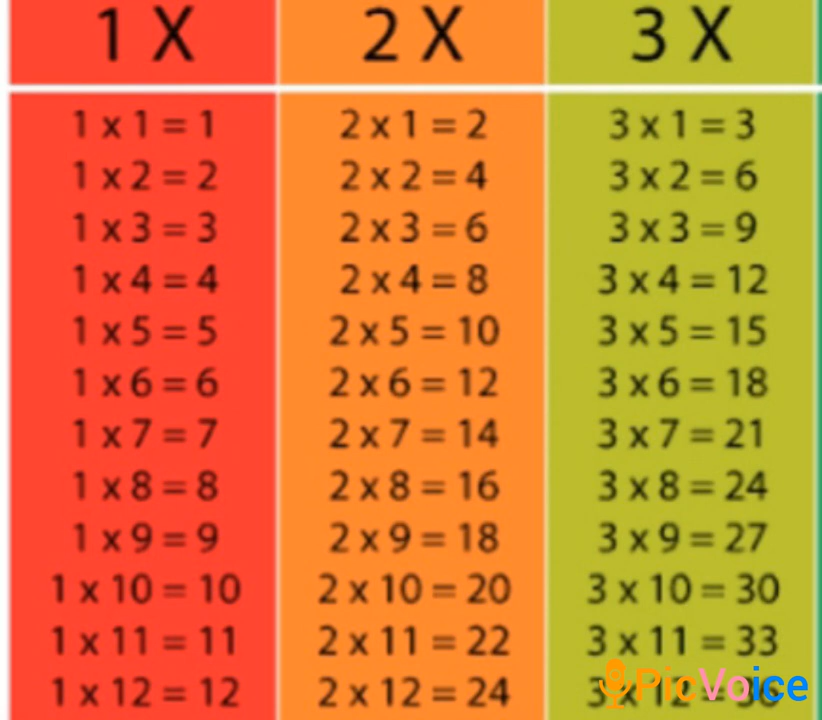 1 X
1 x 1 = 1
1 x 2 = 2
1 x 3 = 3
1 x 4 = 4
1 x 5 = 5
1 x 6 = 6
1 x 7 = 7
1 x 8 = 8
1 x 9 = 9
1 x 10 = 10
1 x 11 = 11
1 x 12 = 12
2 X
2 x 1 = 2
2 x 2 = 4
2 x 3 = 6
2 x 4 = 8
2 x 5 = 10
2 x 6 = 12
2 x 7 = 14
2 x 8 = 16
2 x 9 = 18
2 x 10 = 20
2 x 11 = 22
2 x 12 = 24
3 X
3 x 1 = 3
3 x 2 = 6
3 x 3 = 9
3 x 4 = 12
3 x 5 = 15
3 x 6 = 18
3 x 7 = 21
3 x 8 = 24
3 x 9 = 27
3 x 10 = 30
3 x 11 = 33
PicVoice